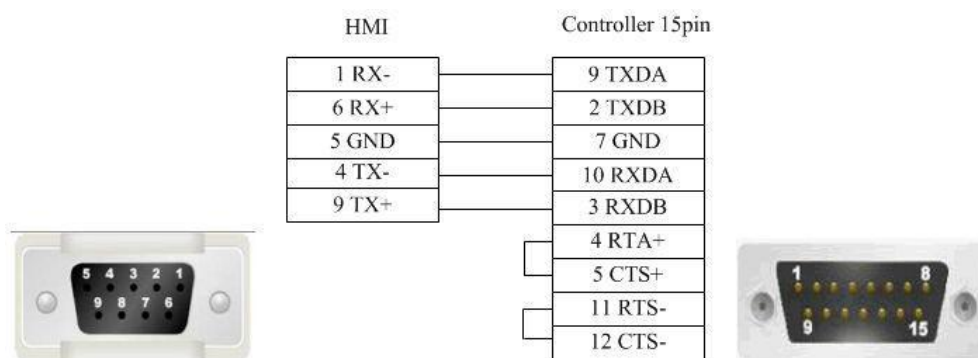 HMI Controller 15pin
1 RX- 9 TXDA
6 RX+ 2 TXDB
5 GND 7 GND
4 TX- 10 RXDA
9 TX+ 3 RXDB
4 RTA+
5 CTS+
11 RTS-
12 CTS-
5 4 3 2 1
9 8 7 6
1 8
9 15